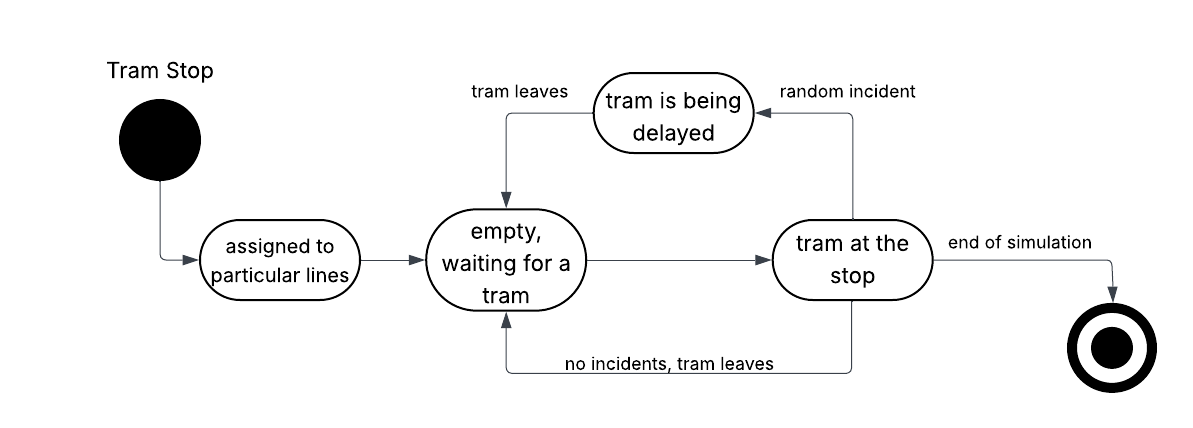 Tram Stop
tram leaves
tram is being
delayed
random incident
assigned to
particular lines
empty,
waiting for a
tram
tram at the
stop
end of simulation
no incidents, tram leaves